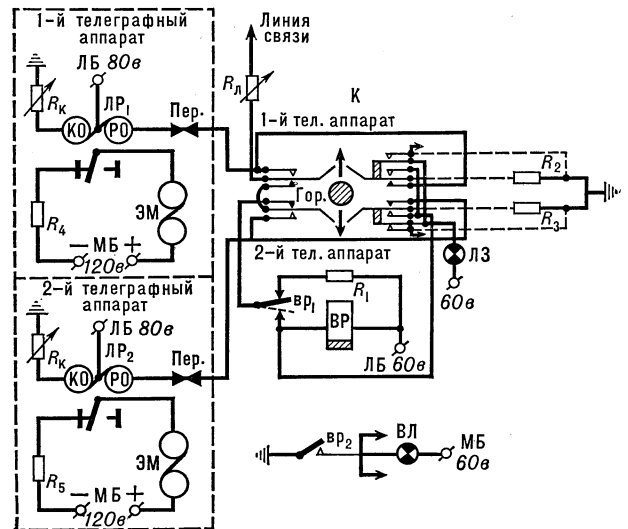 1-й телеграфный
аппарат
ЛБ 80в
Rк
ЛР1
КО РО
Пер.
R4
ЭМ
– МБ +
120в
2-й телеграфный
аппарат
ЛБ 80в
Rк
ЛР2
КО РО
Пер.
R5
ЭМ
– МБ +
120в
Линия
связи
Rл
К
1-й тел. аппарат
Гор.
R2
R3
2-й тел. аппарат
ЛЗ
60в
вр1
R1
ВР
ЛБ 60в
вр2
ВЛ
МБ
60в